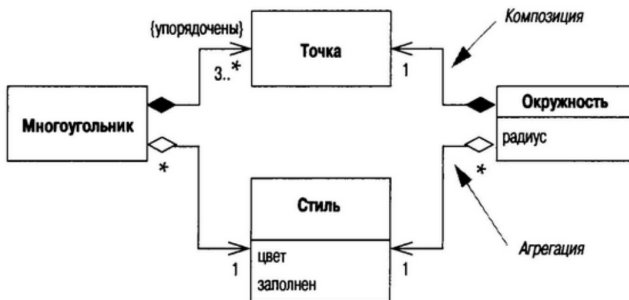 {упорядочены}
Точка
Композиция
3..*
1
Многоугольник
Окружность
радиус
*
*
Стиль
цвет
заполнен
1
1
Агрегация